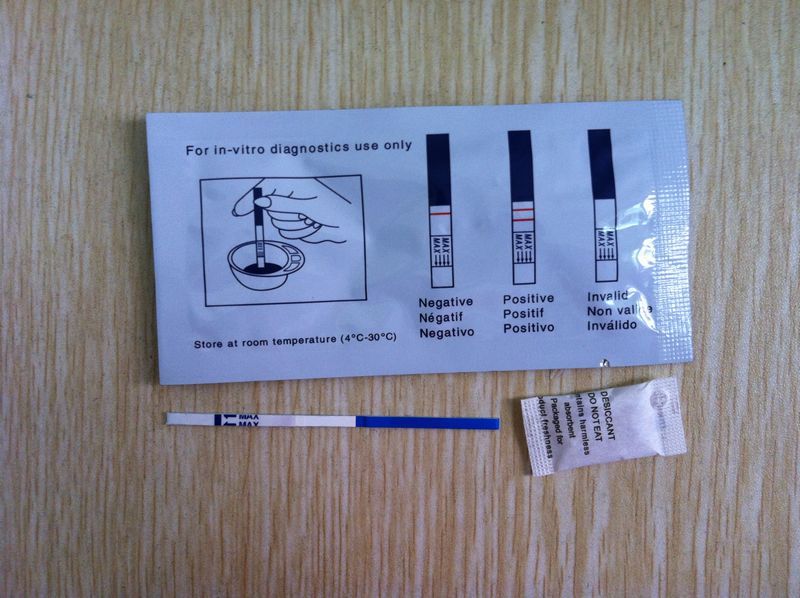 For in-vitro diagnostics use only
MAX MAX
MAX MAX
MAX MAX
Negative
Négatif
Negativo
Positive
Positif
Positivo
Invalid
Non valide
Inválido
Store at room temperature (4°C-30°C)
MAX
MAX
DESICCANT
DO NOT EAT
ntains harmless
absorbent
Packaged for
oduct freshness